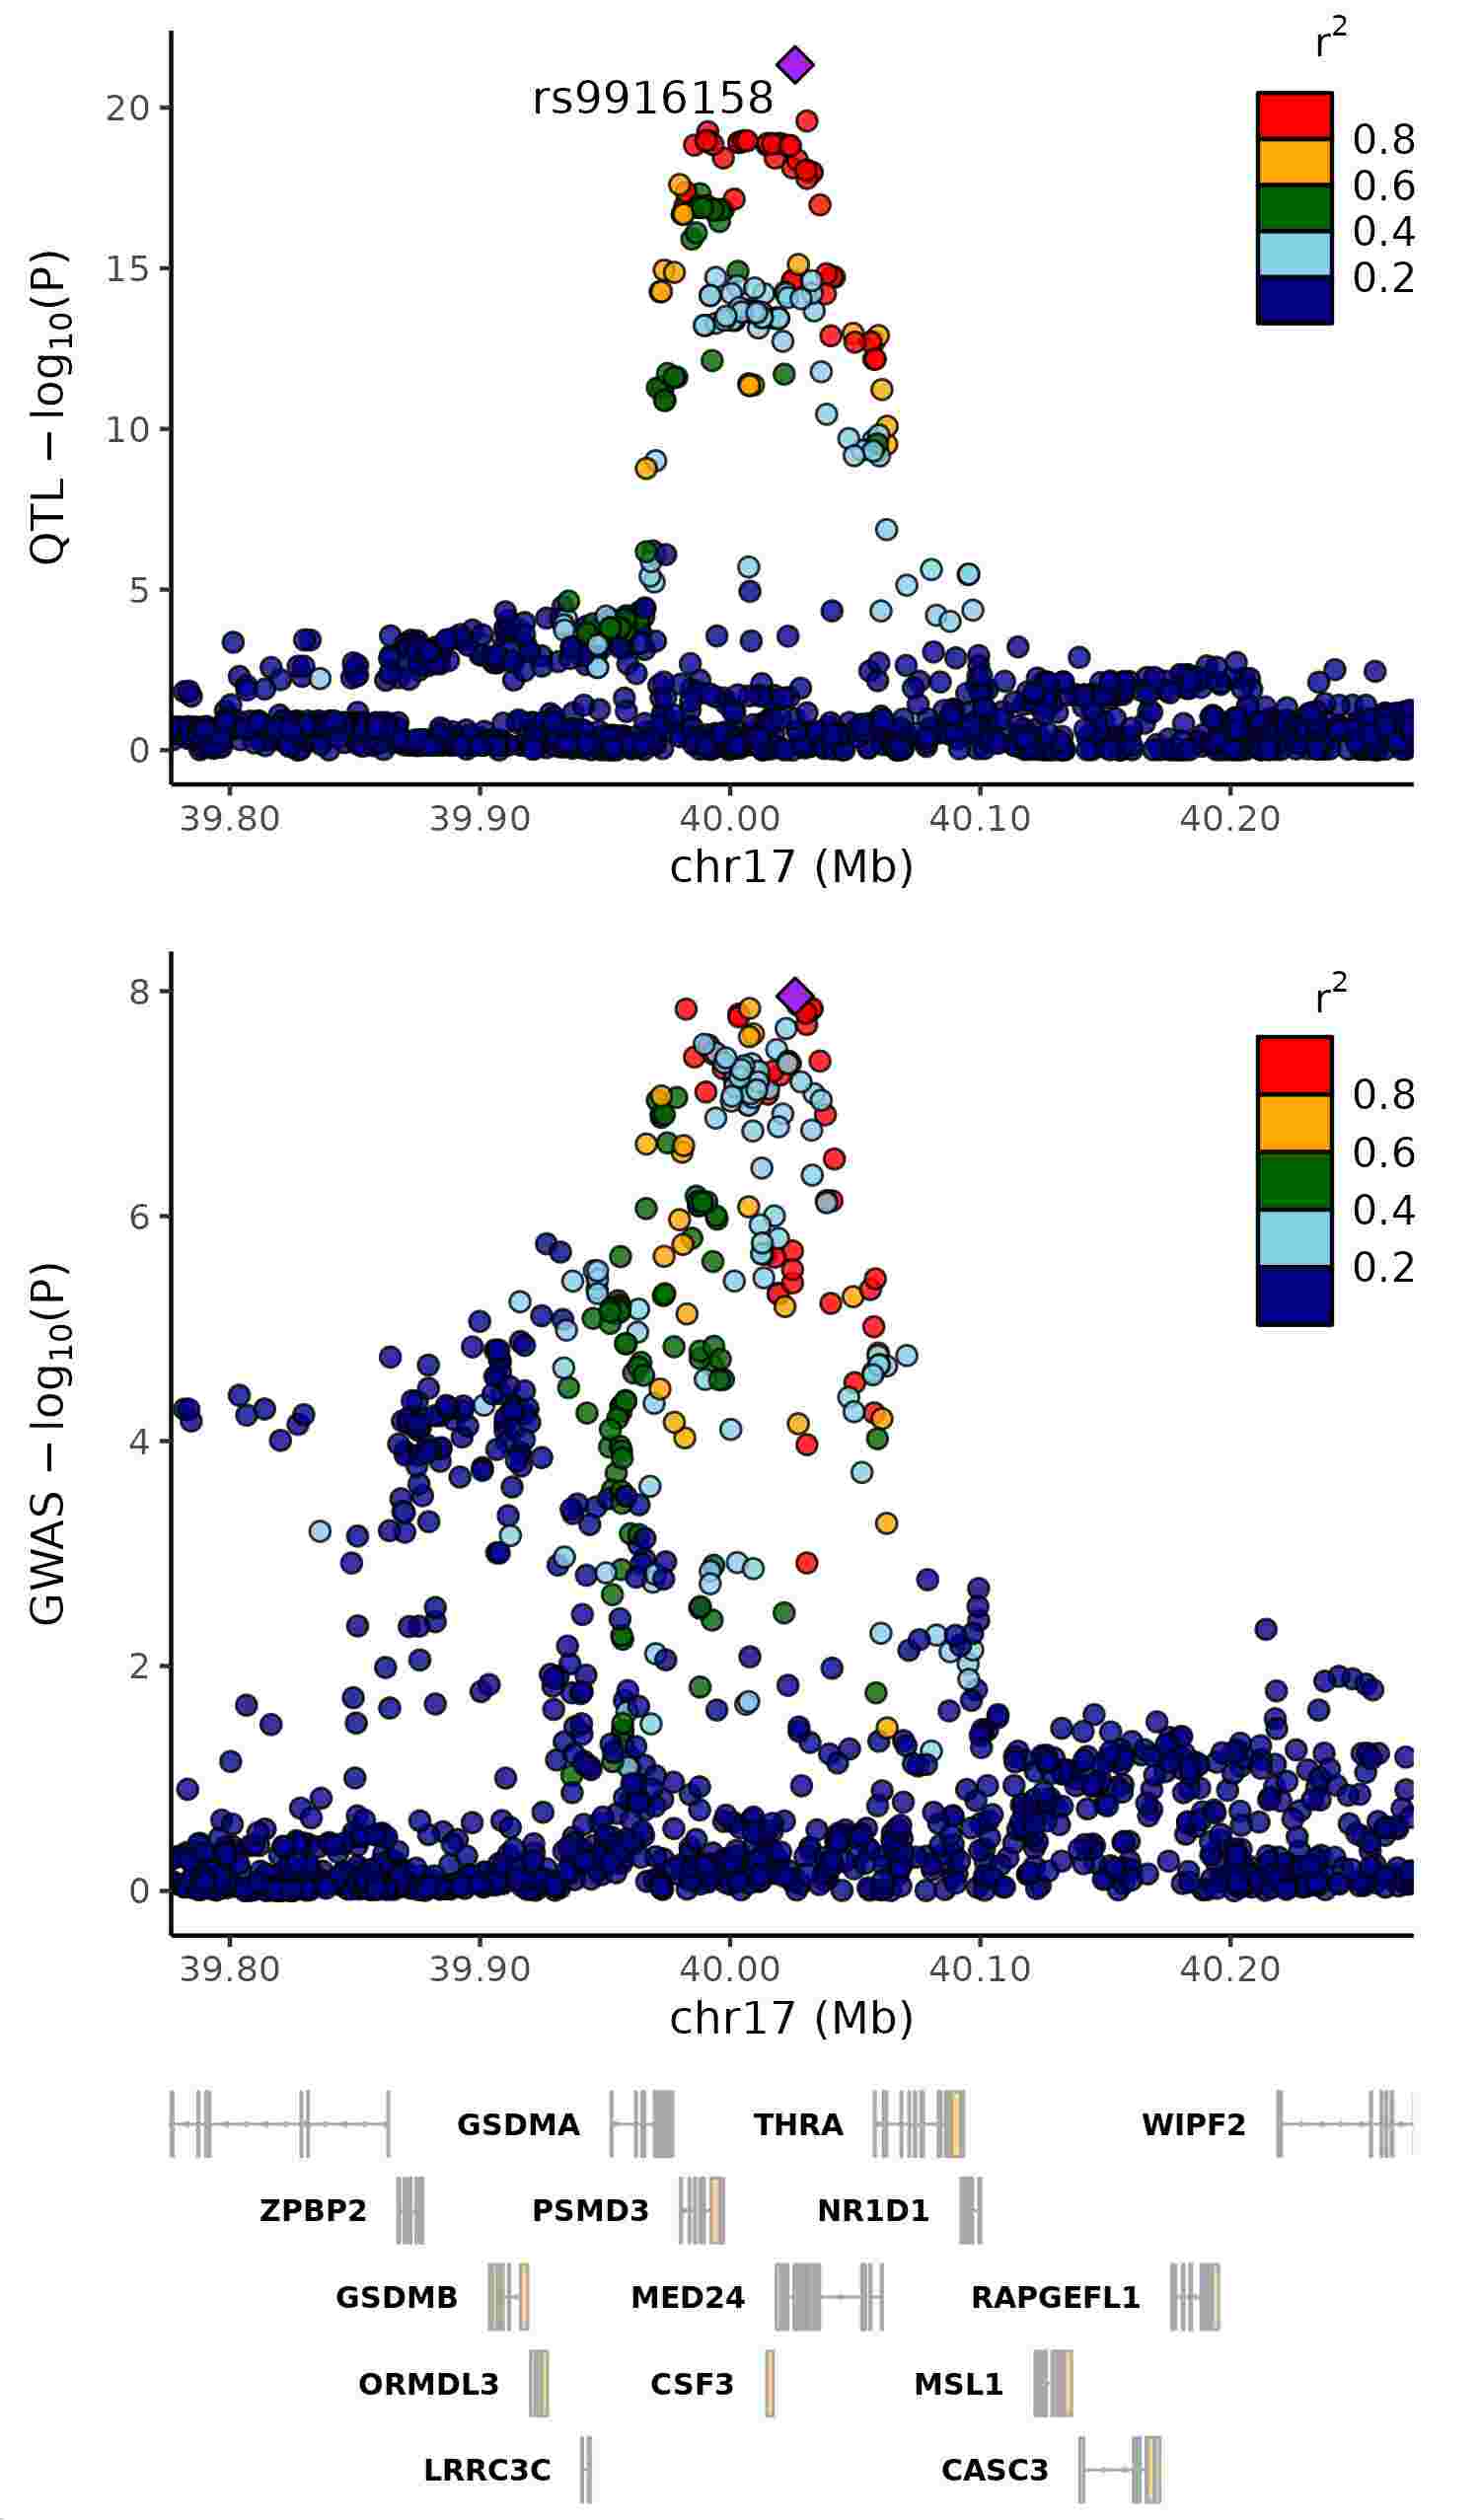 r²
rs9916158
0.8
0.6
0.4
0.2
20
15
10
5
0
QTL −log₁₀(P)
39.80 39.90 40.00 40.10 40.20
chr17 (Mb)
r²
0.8
0.6
0.4
0.2
8
6
4
2
0
GWAS −log₁₀(P)
39.80 39.90 40.00 40.10 40.20
chr17 (Mb)
GSDMA THRA WIPF2
ZPBP2 PSMD3 NR1D1
GSDMB MED24 RAPGEFL1
ORMDL3 CSF3 MSL1
LRRC3C CASC3